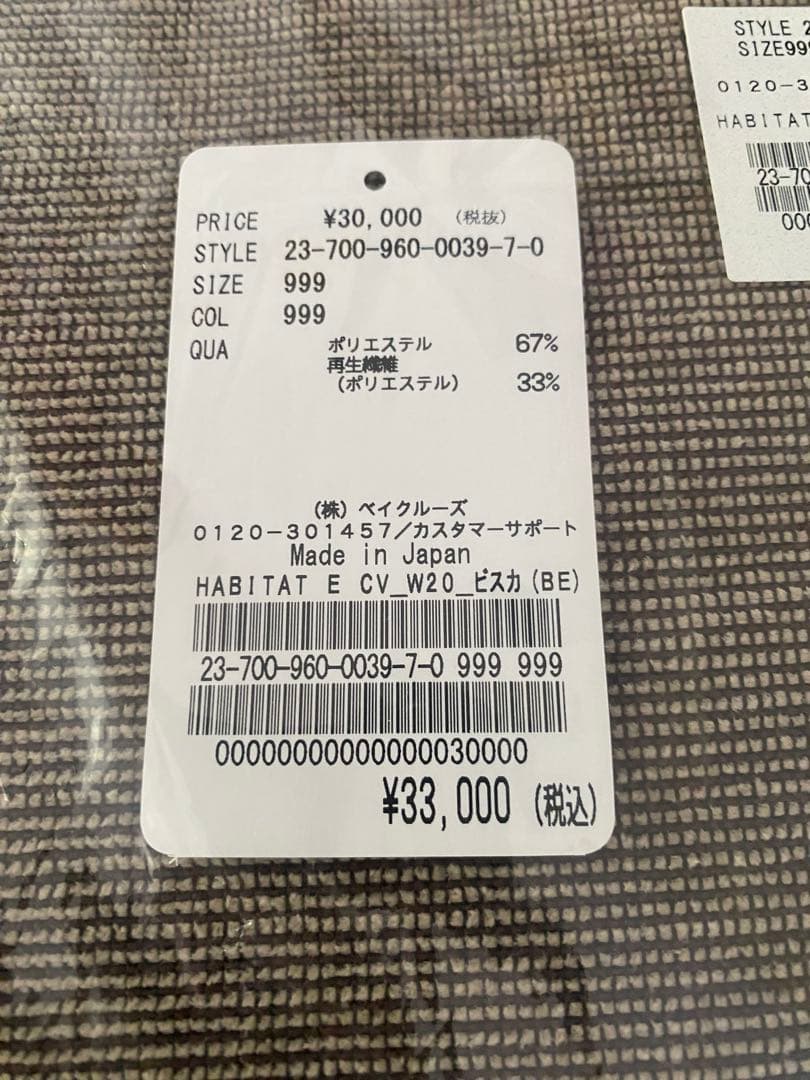 PRICE ¥30,000 (税抜)
STYLE 23-700-960-0039-7-0
SIZE 999
COL 999
QUA ポリエステル 67%
再生繊維
(ポリエステル) 33%
(株) ベイクルーズ
0120-301457/カスタマーサポート
Made in Japan
HABITAT E CV_W20_ビスカ(BE)
23-700-960-0039-7-0 999 999
00000000000000030000
¥33,000 (税込)
STYLE 2
SIZE99
0120-3
HABITAT
23-70
00